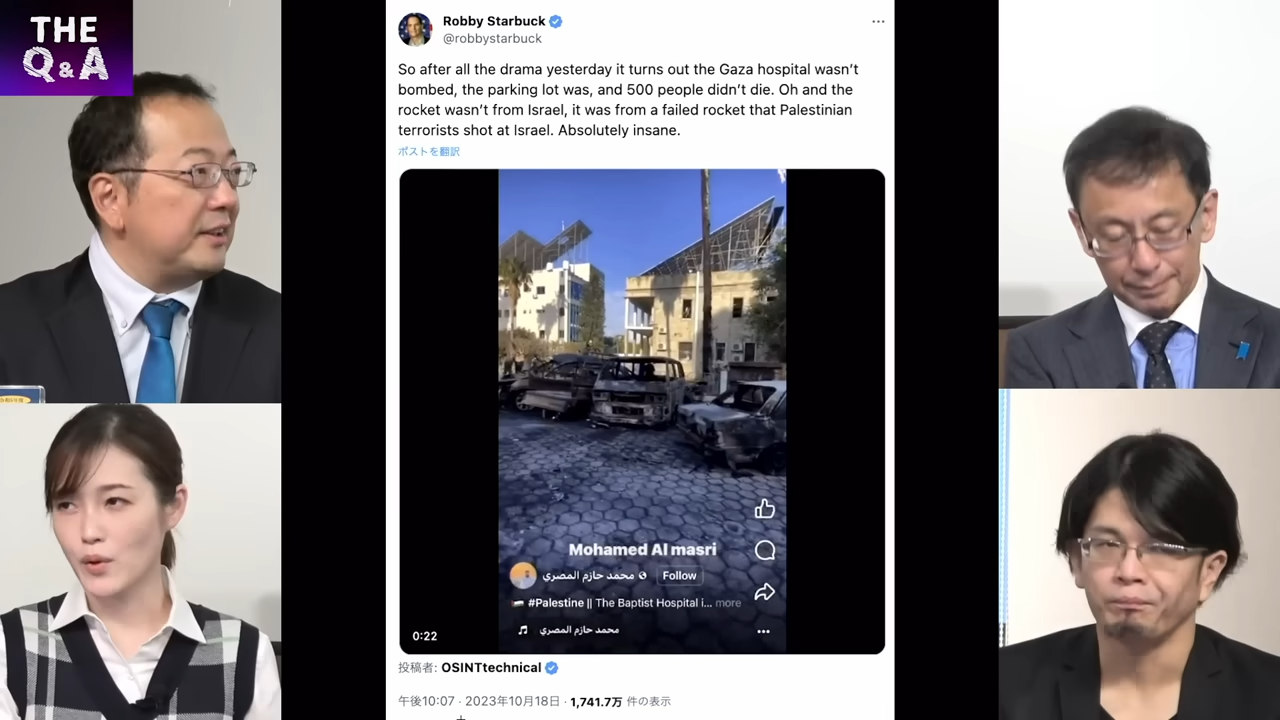 THE
Q&A
Robby Starbuck
@robbystarbuck
So after all the drama yesterday it turns out the Gaza hospital wasn't
bombed, the parking lot was, and 500 people didn't die. Oh and the
rocket wasn't from Israel, it was from a failed rocket that Palestinian
terrorists shot at Israel. Absolutely insane.
ポストを翻訳
Mohamed Al masri
محمد حازم المصري
Follow
#Palestine || The Baptist Hospital i... more
محمد حازم المصري
0:22
投稿者: OSINTtechnical
午後10:07 · 2023年10月18日 · 1,741.7万 件の表示